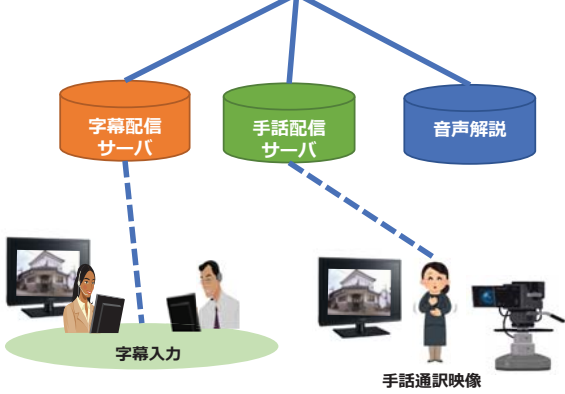 字幕配信
サーバ
手話配信
サーバ
音声解説
字幕入力
手話通訳映像